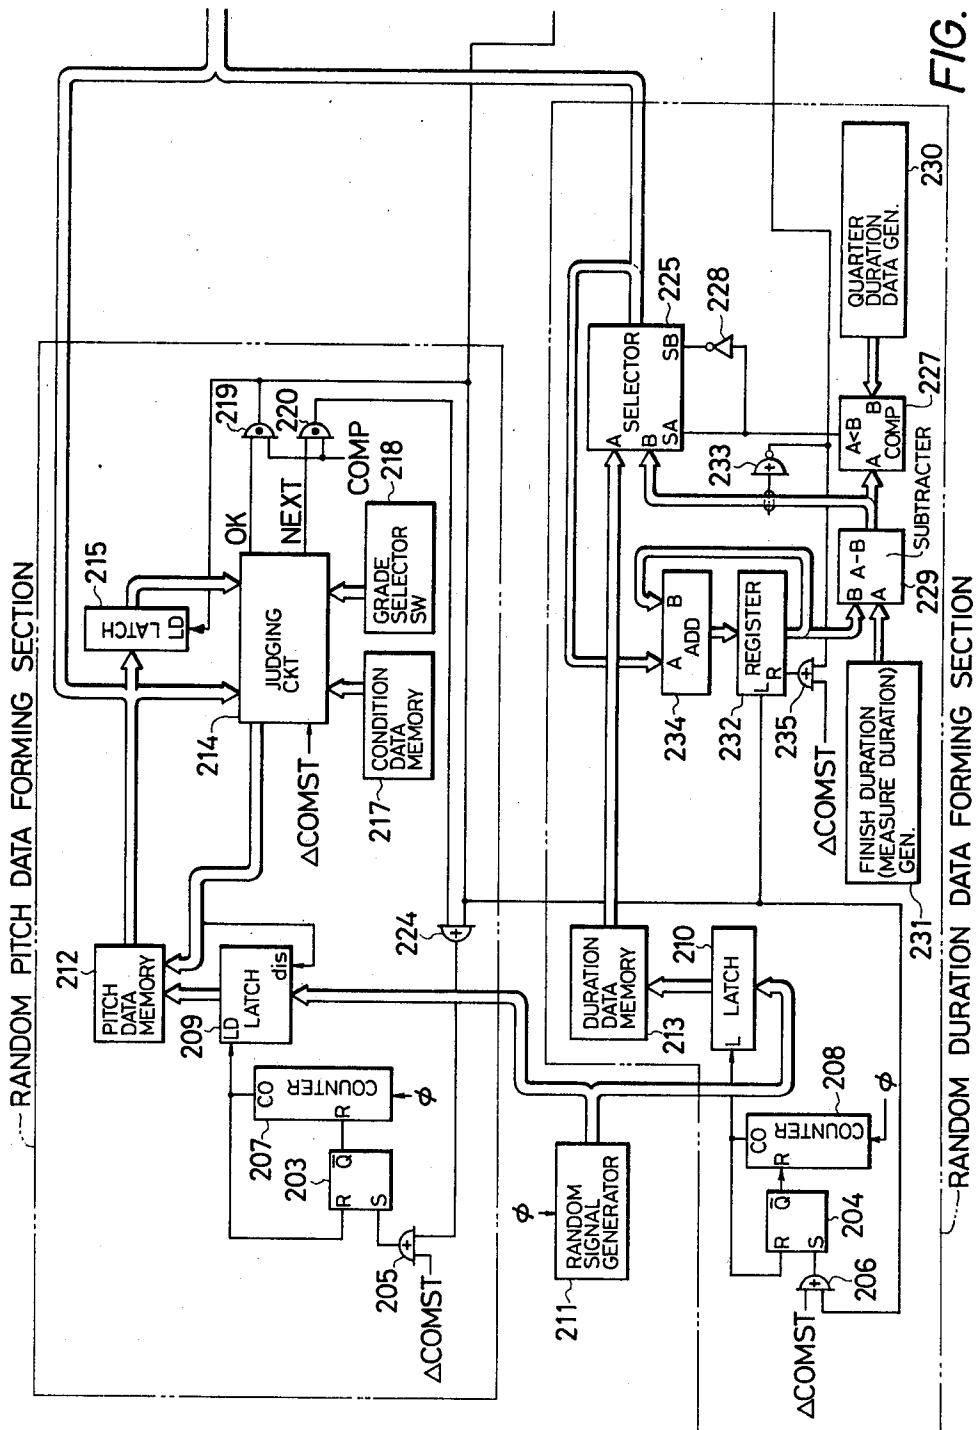 RANDOM PITCH DATA FORMING SECTION
212
PITCH
DATA
MEMORY
209
LD
LATCH
dis
207
CO
COUNTER
R
ϕ
203
Q̅
R
S
205
+
ΔCOMST
215
LATCH
LD
214
JUDGING
CKT
ΔCOMST
OK
NEXT
219
220
COMP
218
GRADE
SELECTOR
SW
CONDITION
DATA
MEMORY
217
224
+
ϕ
RANDOM
SIGNAL
GENERATOR
211
DURATION
DATA
MEMORY
213
210
L LATCH
208
CO
COUNTER
R
ϕ
Q̅
R
S
204
+
206
ΔCOMST
A
B
SELECTOR
SA
SB
225
228
A
B
ADD
234
REGISTER
L
R
232
+
235
ΔCOMST
+
233
B
A
A-B
229
SUBTRACTER
A<B
A
B
COMP
227
QUARTER
DURATION
DATA GEN.
230
FINISH DURATION
(MEASURE DURATION)
GEN.
231
RANDOM DURATION DATA FORMING SECTION
FIG.